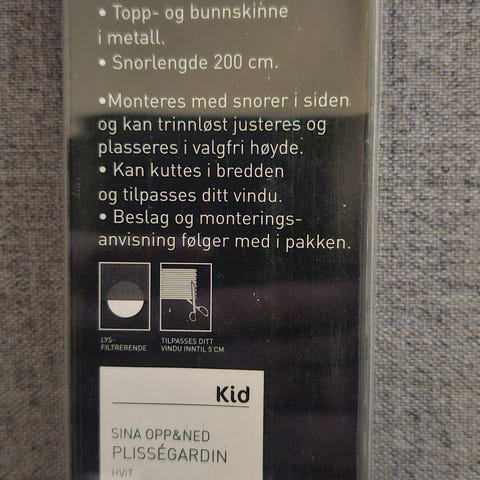 • Topp- og bunnskinne
i metall.
• Snorlengde 200 cm.
•Monteres med snorer i siden
og kan trinnløst justeres og
plasseres i valgfri høyde.
• Kan kuttes i bredden
og tilpasses ditt vindu.
• Beslag og monterings-
anvisning følger med i pakken.
LYS-
FILTRERENDE
TILPASSES DITT
VINDU INNTIL 5 CM.
Kid
SINA OPP&NED
PLISSÉGARDIN
HVIT